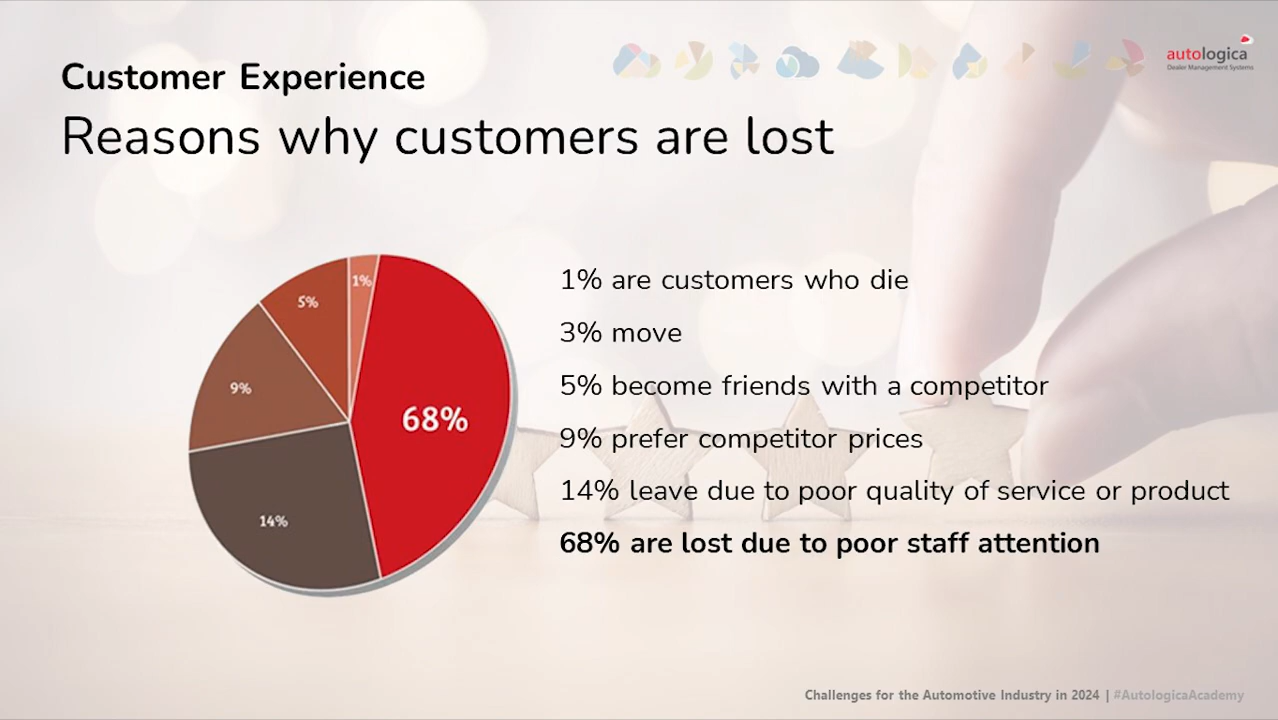 Customer Experience
autologica
Dealer Management Systems
Reasons why customers are lost
1%
5%
9%
68%
14%
1% are customers who die
3% move
5% become friends with a competitor
9% prefer competitor prices
14% leave due to poor quality of service or product
68% are lost due to poor staff attention
Challenges for the Automotive Industry in 2024 | #AutologicaAcademy